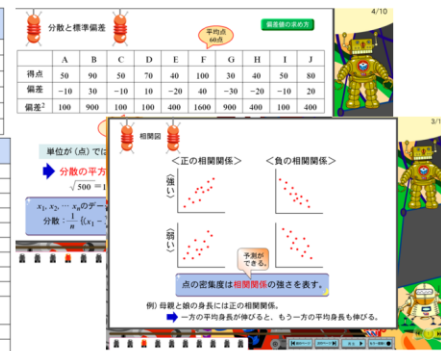 4/10
分散と標準偏差
平均点
60点
偏差値の求め方
A B C D E F G H I J
得点 50 90 50 70 40 100 30 40 50 80
偏差 −10 30 −10 10 −20 40 −30 −20 −10 20
偏差² 100 900 100 100 400 1600 900 400 100 400
単位が(点)では
分散の平方
√500 = 1
x₁, x₂, ⋯ xₙのデー
分散:1/n {(x₁ −
相関図
<正の相関関係> <負の相関関係>
(強い)
(弱い)
予測が
できる。
点の密集度は相関関係の強さを表す。
例) 母親と娘の身長には正の相関関係。
一方の平均身長が伸びると、もう一方の平均身長も伸びる。